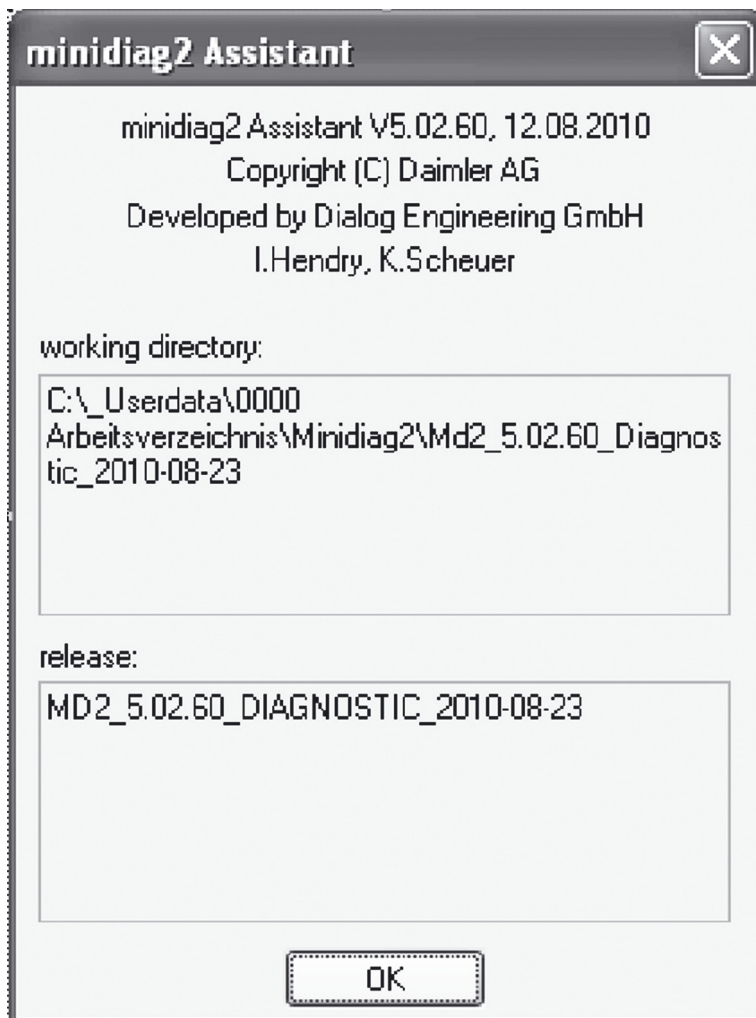 minidiag2 Assistant
minidiag2 Assistant V5.02.60, 12.08.2010
Copyright (C) Daimler AG
Developed by Dialog Engineering GmbH
I.Hendry, K.Scheuer
working directory:
C:\_Userdata\0000
Arbeitsverzeichnis\Minidiag2\Md2_5.02.60_Diagnos
tic_2010-08-23
release:
MD2_5.02.60_DIAGNOSTIC_2010-08-23
OK